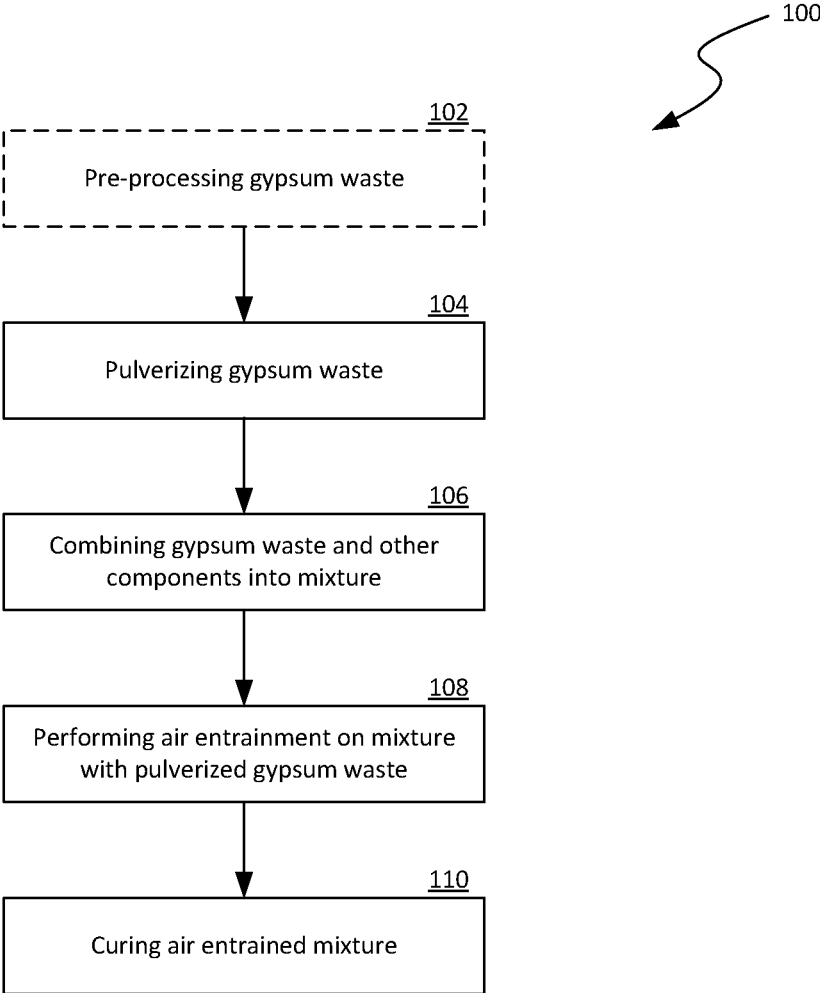 100
102
Pre-processing gypsum waste
104
Pulverizing gypsum waste
106
Combining gypsum waste and other
components into mixture
108
Performing air entrainment on mixture
with pulverized gypsum waste
110
Curing air entrained mixture